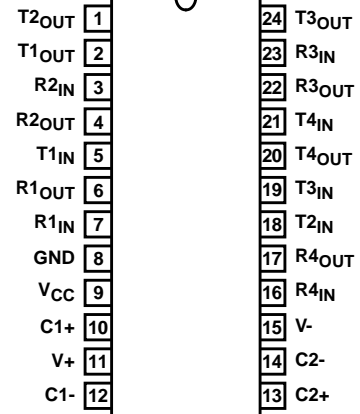 T2OUT 1 24 T3OUT
T1OUT 2 23 R3IN
R2IN 3 22 R3OUT
R2OUT 4 21 T4IN
T1IN 5 20 T4OUT
R1OUT 6 19 T3IN
R1IN 7 18 T2IN
GND 8 17 R4OUT
VCC 9 16 R4IN
C1+ 10 15 V-
V+ 11 14 C2-
C1- 12 13 C2+